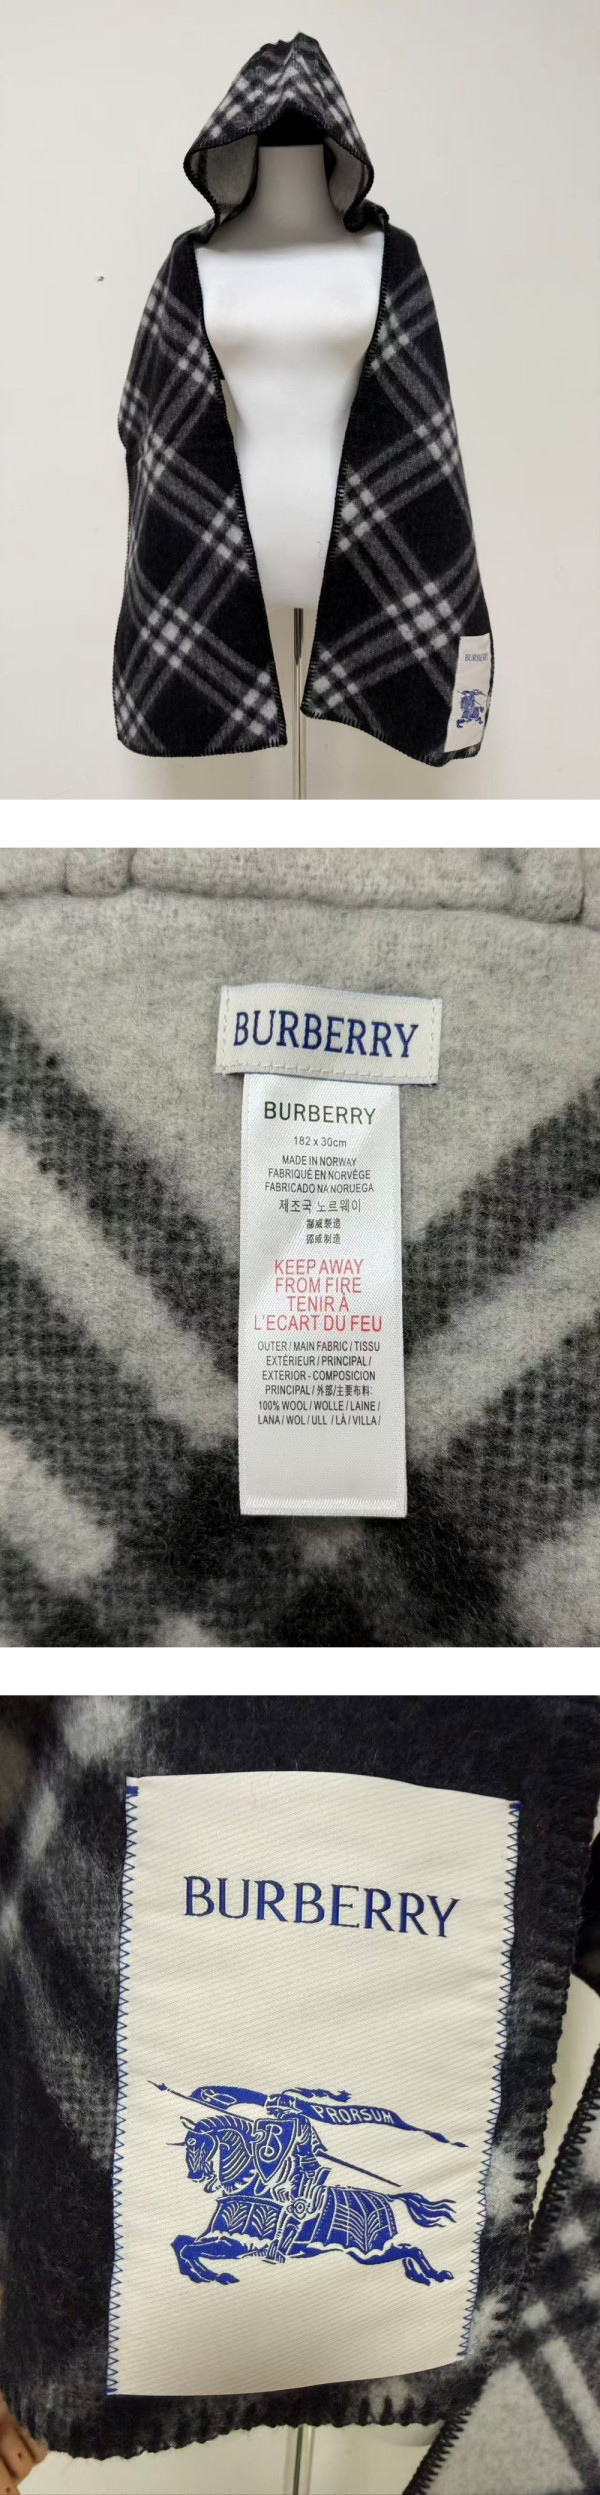 BURBERRY
BURBERRY
BURBERRY
182 x 30cm
MADE IN NORWAY
FABRIQUÉ EN NORVÈGE
FABRICADO NA NORUEGA
제조국 노르웨이
挪威製造
挪威制造
KEEP AWAY
FROM FIRE
TENIR À
L'ECART DU FEU
OUTER / MAIN FABRIC / TISSU
EXTÉRIEUR / PRINCIPAL /
EXTERIOR - COMPOSICION
PRINCIPAL / 外部/主要布料:
100% WOOL / WOLLE / LAINE /
LANA / WOL / ULL / LÃ / VILLA /
BURBERRY
PRORSUM
B